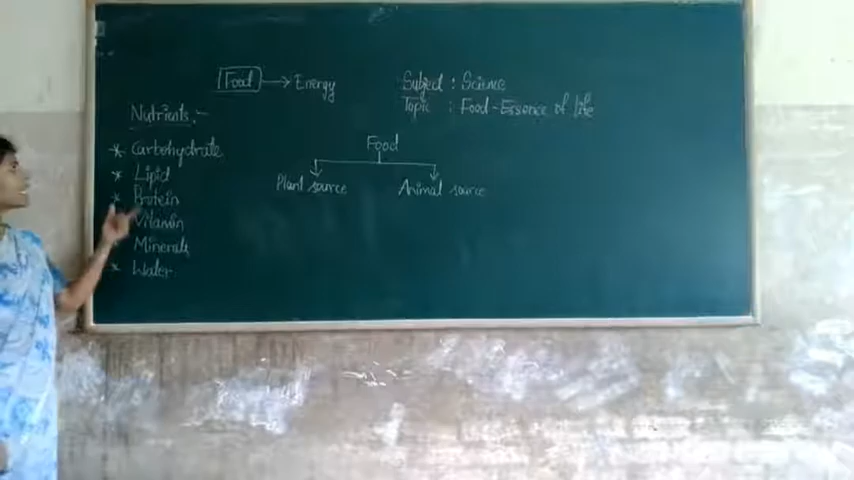 Food → Energy
Subject : Science
Topic : Food - Essence of life
Nutrients :-
* Carbohydrate
* Lipid
* Protein
Vitamin
Minerals
* Water
Food
Plant source
Animal source